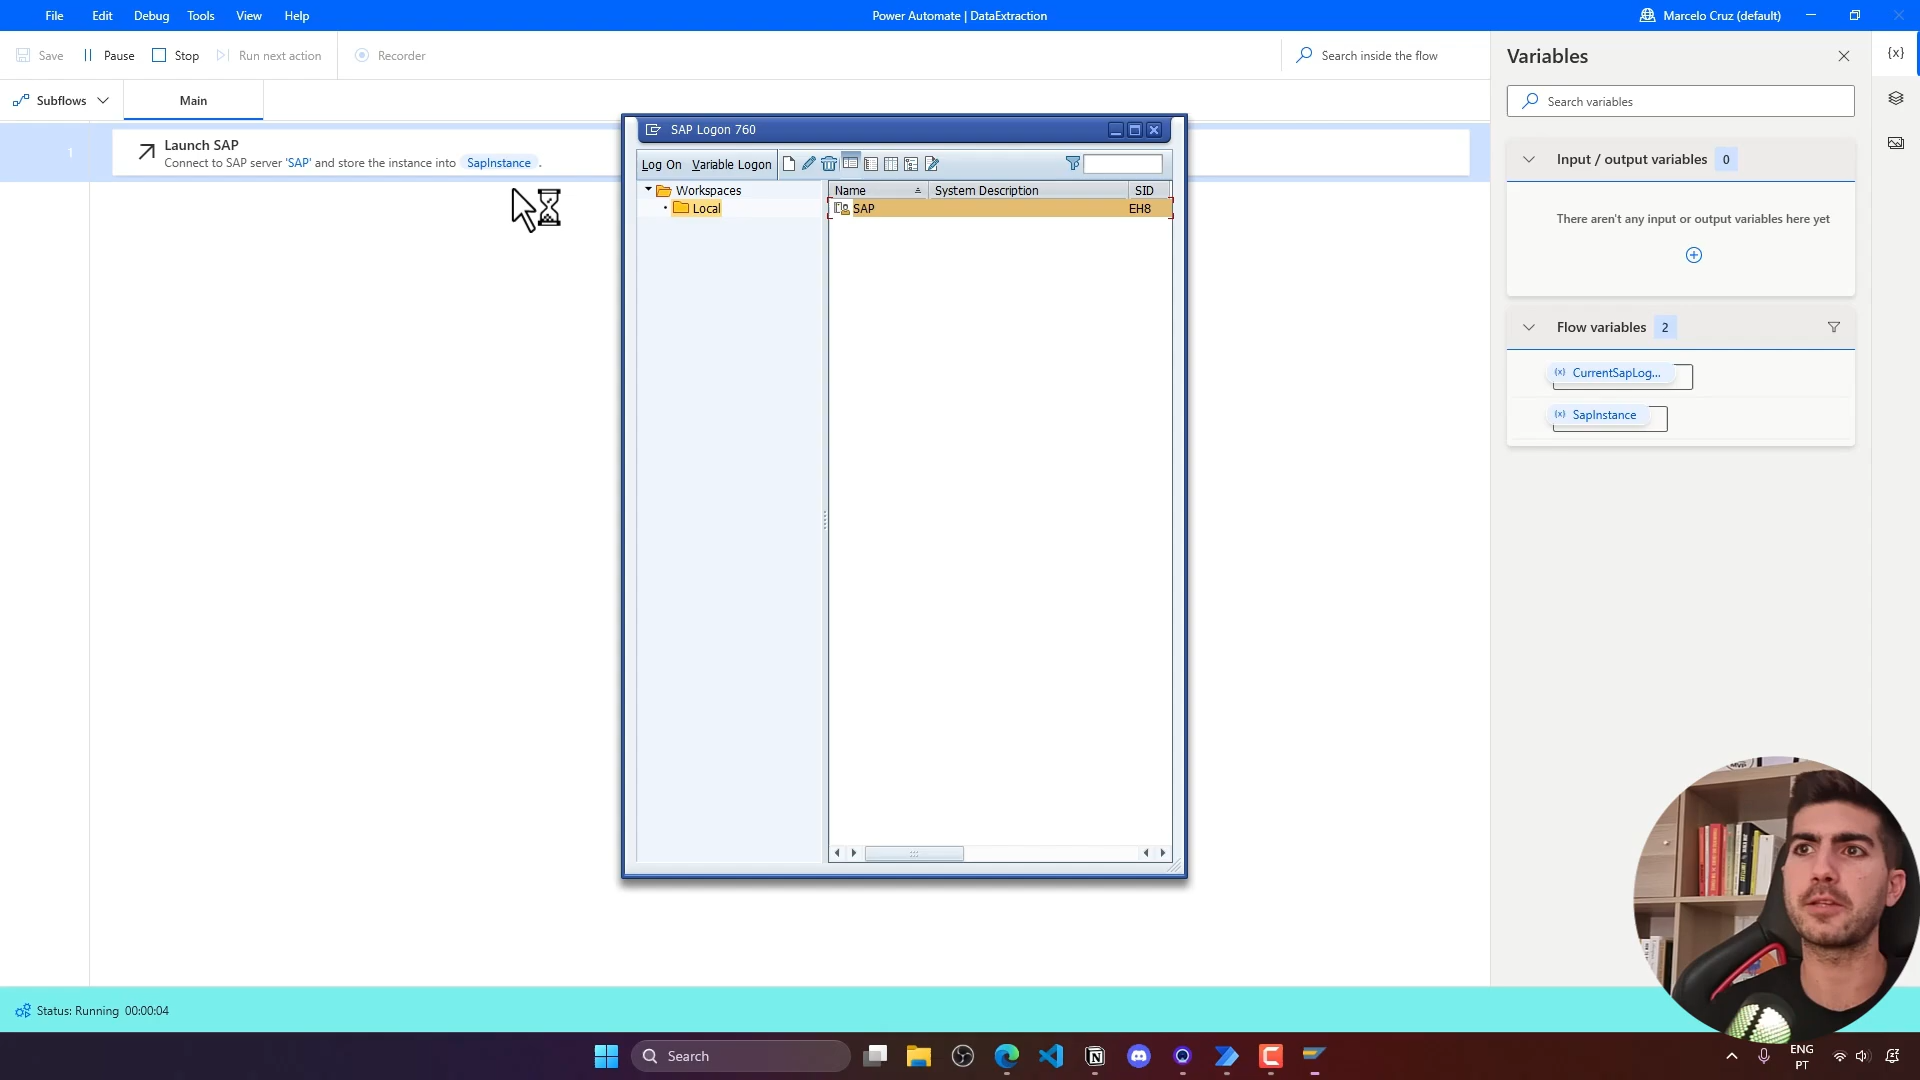 File Edit Debug Tools View Help
Power Automate | DataExtraction
Marcelo Cruz (default)
Save Pause Stop Run next action Recorder
Search inside the flow
Subflows Main
1
Launch SAP
Connect to SAP server 'SAP' and store the instance into SapInstance .
SAP Logon 760
Log On Variable Logon
Workspaces
Local
Name System Description SID
SAP EH8
Variables
{x}
Search variables
Input / output variables 0
There aren't any input or output variables here yet
Flow variables 2
{x} CurrentSapLog...
{x} SapInstance
Status: Running 00:00:04
Search
ENG
PT